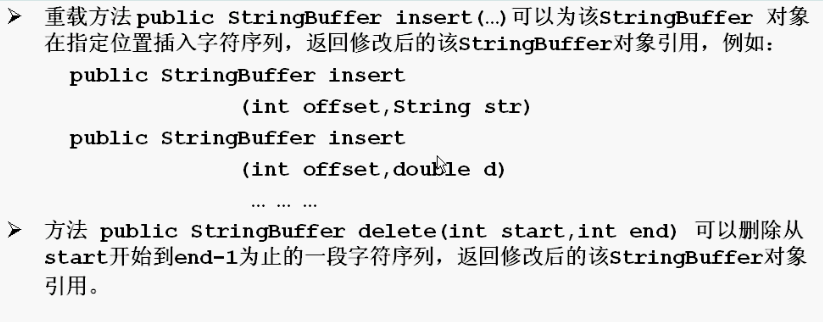 ➢ 重载方法public StringBuffer insert(…)可以为该StringBuffer 对象
在指定位置插入字符序列，返回修改后的该StringBuffer对象引用，例如：
public StringBuffer insert
(int offset,String str)
public StringBuffer insert
(int offset,double d)
… … …
➢ 方法 public StringBuffer delete(int start,int end) 可以删除从
start开始到end-1为止的一段字符序列，返回修改后的该StringBuffer对象
引用。